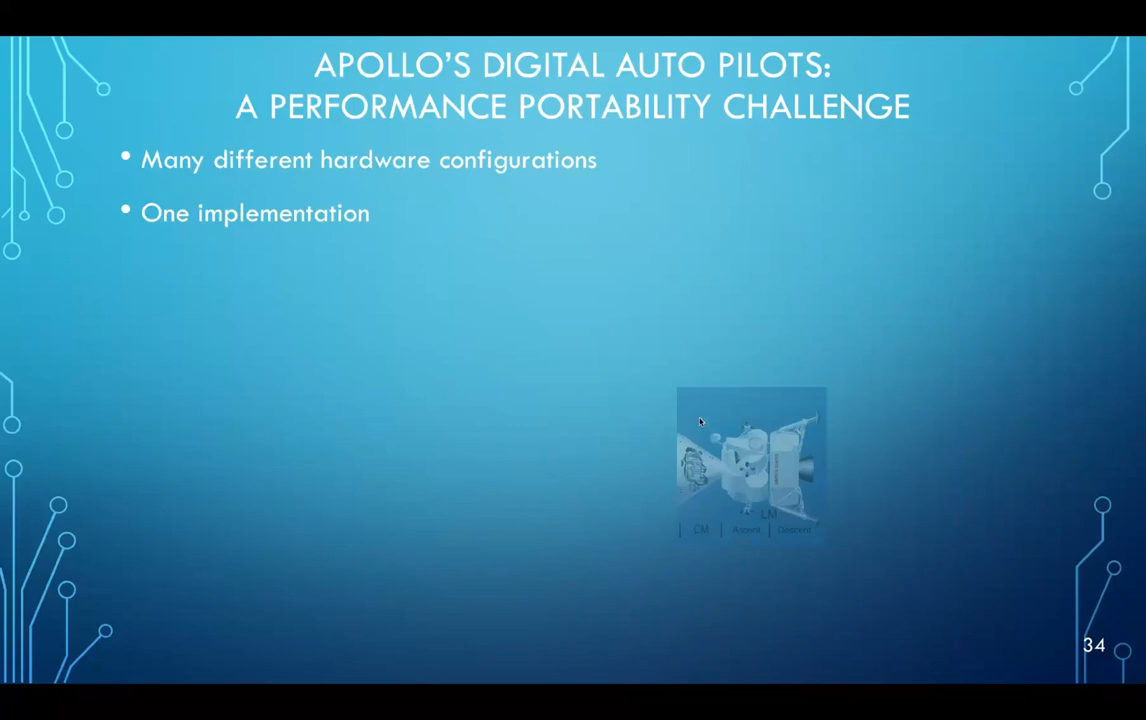 APOLLO'S DIGITAL AUTO PILOTS:
A PERFORMANCE PORTABILITY CHALLENGE
• Many different hardware configurations
• One implementation
LM
CM
Ascent
Descent
34